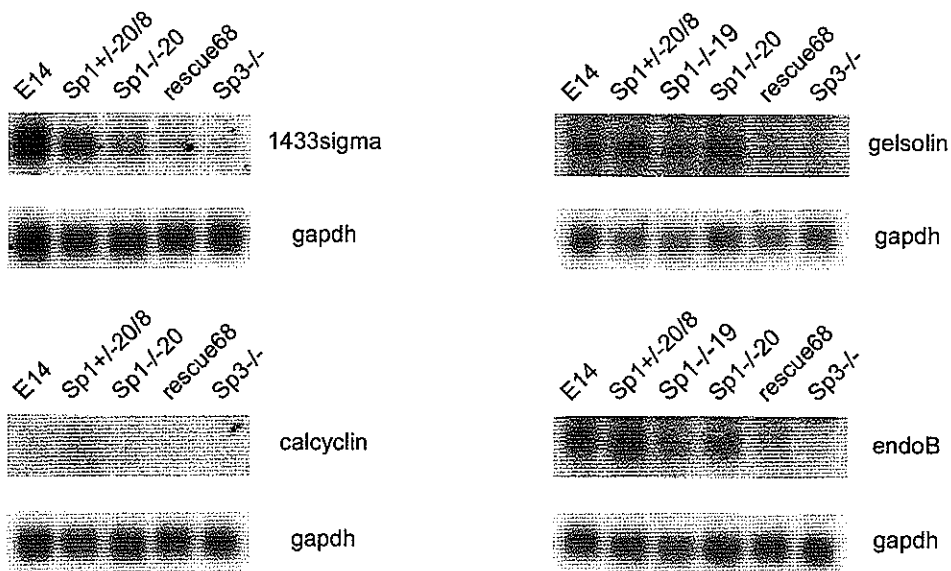 E14 Sp1+/-20/8 Sp1-/-20 rescue68 Sp3-/-
1433sigma
gapdh
E14 Sp1+/-20/8 Sp1-/-19 Sp1-/-20 rescue68 Sp3-/-
gelsolin
gapdh
E14 Sp1+/-20/8 Sp1-/-20 rescue68 Sp3-/-
calcyclin
gapdh
E14 Sp1+/-20/8 Sp1-/-19 Sp1-/-20 rescue68 Sp3-/-
endoB
gapdh